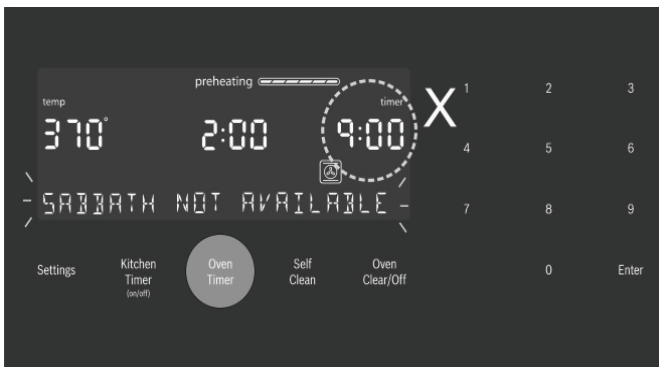 preheating
temp
timer
370° 2:00 9:00
X
1 2 3
4 5 6
SABBATH NOT AVAILABLE
7 8 9
Settings
Kitchen Timer (on/off)
Oven Timer
Self Clean
Oven Clear/Off
0 Enter